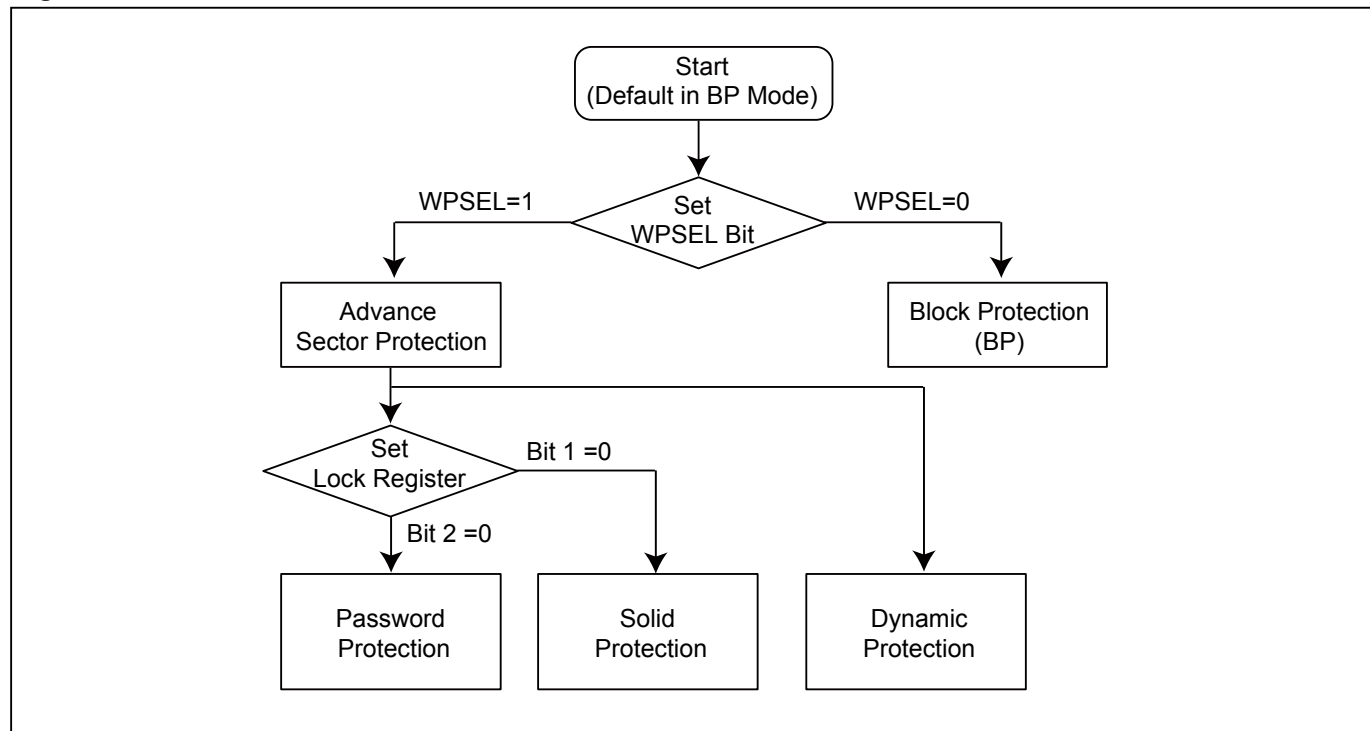 Start
(Default in BP Mode)
WPSEL=1
Set
WPSEL Bit
WPSEL=0
Advance
Sector Protection
Block Protection
(BP)
Set
Lock Register
Bit 1 =0
Bit 2 =0
Password
Protection
Solid
Protection
Dynamic
Protection